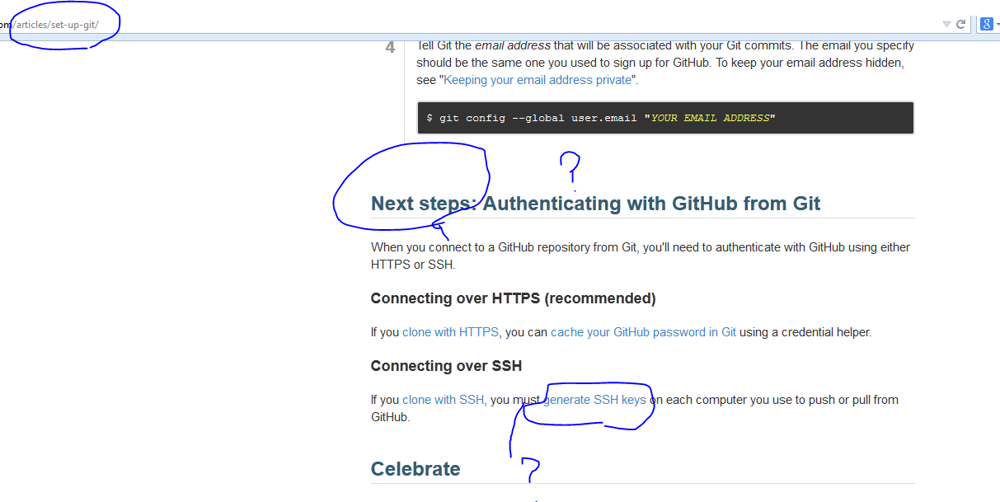 om/articles/set-up-git/
8
4
Tell Git the email address that will be associated with your Git commits. The email you specify
should be the same one you used to sign up for GitHub. To keep your email address hidden,
see "Keeping your email address private".
$ git config --global user.email "YOUR EMAIL ADDRESS"
?
Next steps: Authenticating with GitHub from Git
When you connect to a GitHub repository from Git, you'll need to authenticate with GitHub using either
HTTPS or SSH.
Connecting over HTTPS (recommended)
If you clone with HTTPS, you can cache your GitHub password in Git using a credential helper.
Connecting over SSH
If you clone with SSH, you must generate SSH keys on each computer you use to push or pull from
GitHub.
?
Celebrate